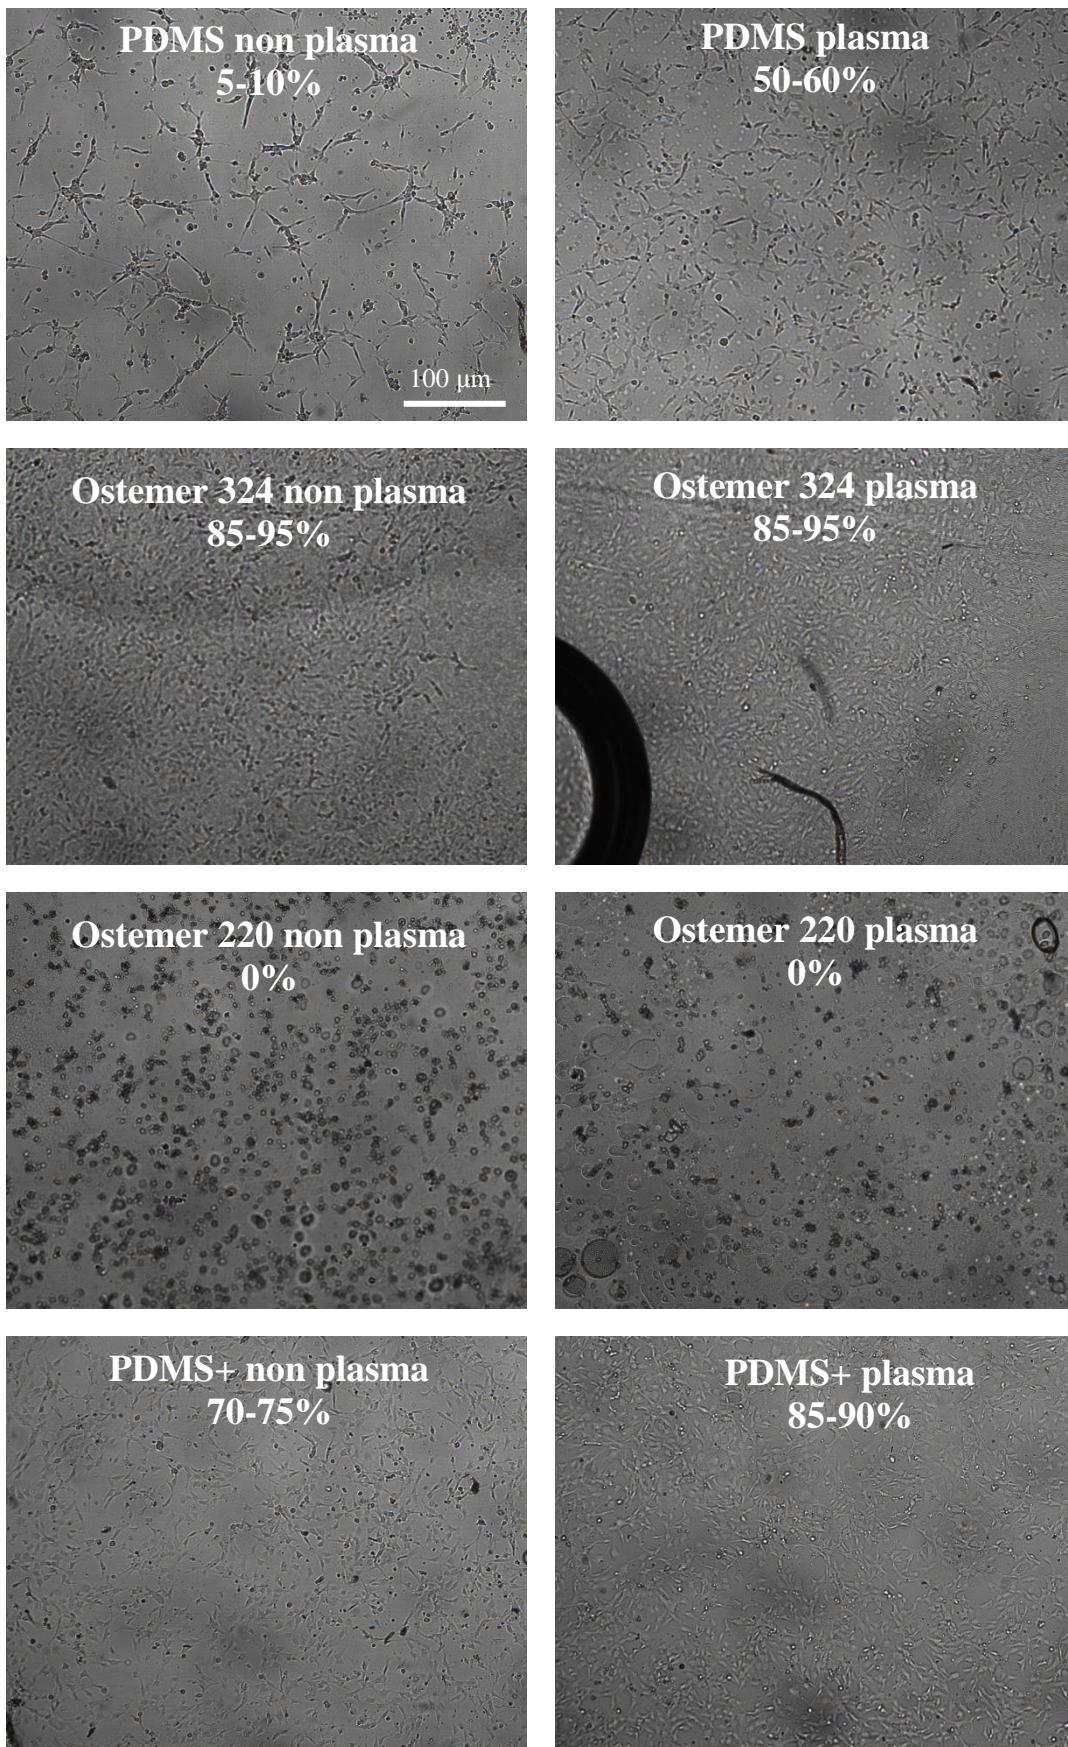 PDMS non plasma
5-10%
100 μm
PDMS plasma
50-60%
Ostemer 324 non plasma
85-95%
Ostemer 324 plasma
85-95%
Ostemer 220 non plasma
0%
Ostemer 220 plasma
0%
PDMS+ non plasma
70-75%
PDMS+ plasma
85-90%